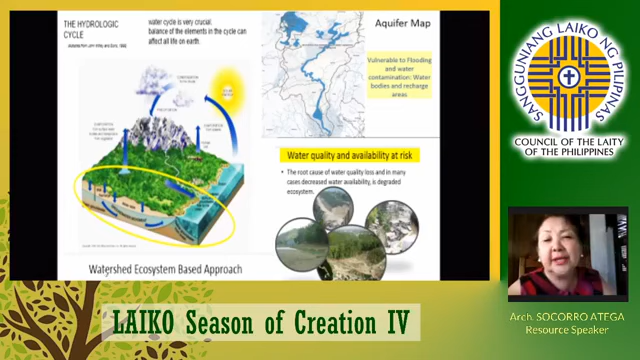 THE HYDROLOGIC
CYCLE
water cycle is very crucial.
balance of the elements in the cycle can
affect all life on earth.
Aquifer Map
Vulnerable to Flooding
and water
contamination: Water
bodies and recharge
areas
Water quality and availability at risk
• The root cause of water quality loss and in many
cases decreased water availability, is degraded
ecosystem.
Watershed Ecosystem Based Approach
LAIKO Season of Creation IV
SANGGUNIANG LAIKO NG PILIPINAS
COUNCIL OF THE LAITY
OF THE PHILIPPINES
Arch. SOCORRO ATEGA
Resource Speaker